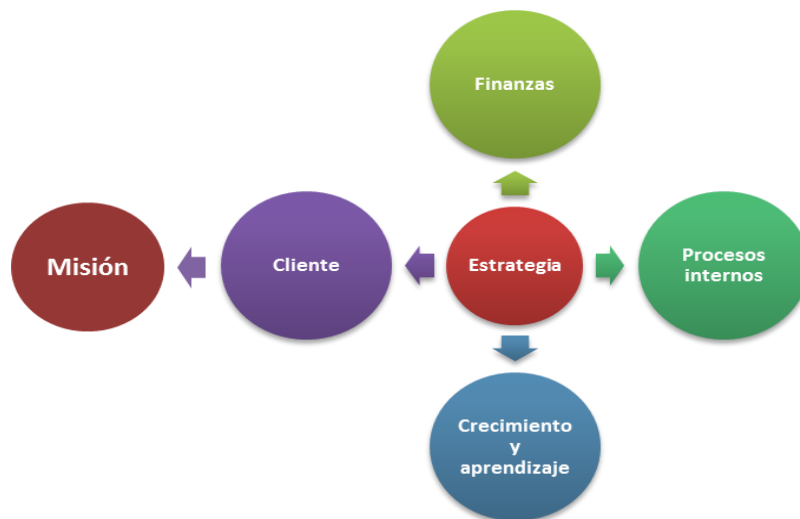 Finanzas
Misión
Cliente
Estrategia
Procesos
internos
Crecimiento
y
aprendizaje